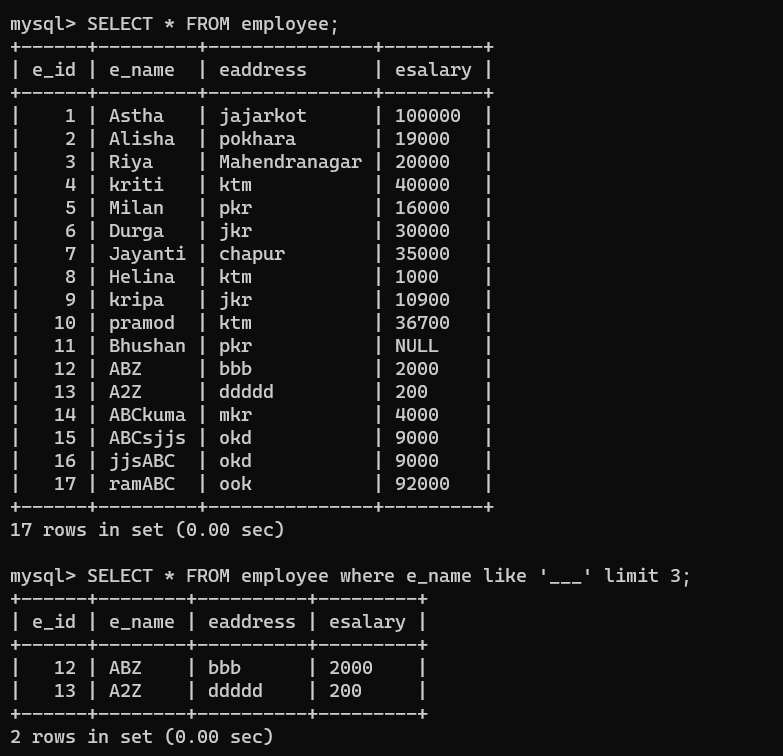 mysql> SELECT * FROM employee;
+------+---------+---------------+---------+
| e_id | e_name  | eaddress      | esalary |
+------+---------+---------------+---------+
|    1 | Astha   | jajarkot      | 100000  |
|    2 | Alisha  | pokhara       | 19000   |
|    3 | Riya    | Mahendranagar | 20000   |
|    4 | kriti   | ktm           | 40000   |
|    5 | Milan   | pkr           | 16000   |
|    6 | Durga   | jkr           | 30000   |
|    7 | Jayanti | chapur        | 35000   |
|    8 | Helina  | ktm           | 1000    |
|    9 | kripa   | jkr           | 10900   |
|   10 | pramod  | ktm           | 36700   |
|   11 | Bhushan | pkr           | NULL    |
|   12 | ABZ     | bbb           | 2000    |
|   13 | A2Z     | ddddd         | 200     |
|   14 | ABCkuma | mkr           | 4000    |
|   15 | ABCsjjs | okd           | 9000    |
|   16 | jjsABC  | okd           | 9000    |
|   17 | ramABC  | ook           | 92000   |
+------+---------+---------------+---------+
17 rows in set (0.00 sec)
mysql> SELECT * FROM employee where e_name like '___' limit 3;
+------+---------+----------+---------+
| e_id | e_name  | eaddress | esalary |
+------+---------+----------+---------+
|   12 | ABZ     | bbb      | 2000    |
|   13 | A2Z     | ddddd    | 200     |
+------+---------+----------+---------+
2 rows in set (0.00 sec)